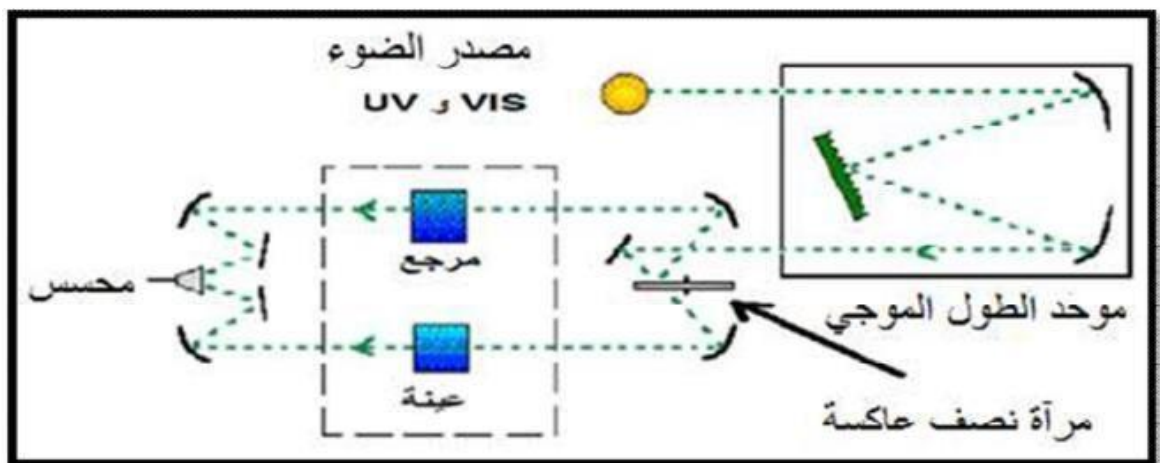 مصدر الضوء
VIS و UV
مرجع
محسس
موحد الطول الموجي
عينة
مرآة نصف عاكسة